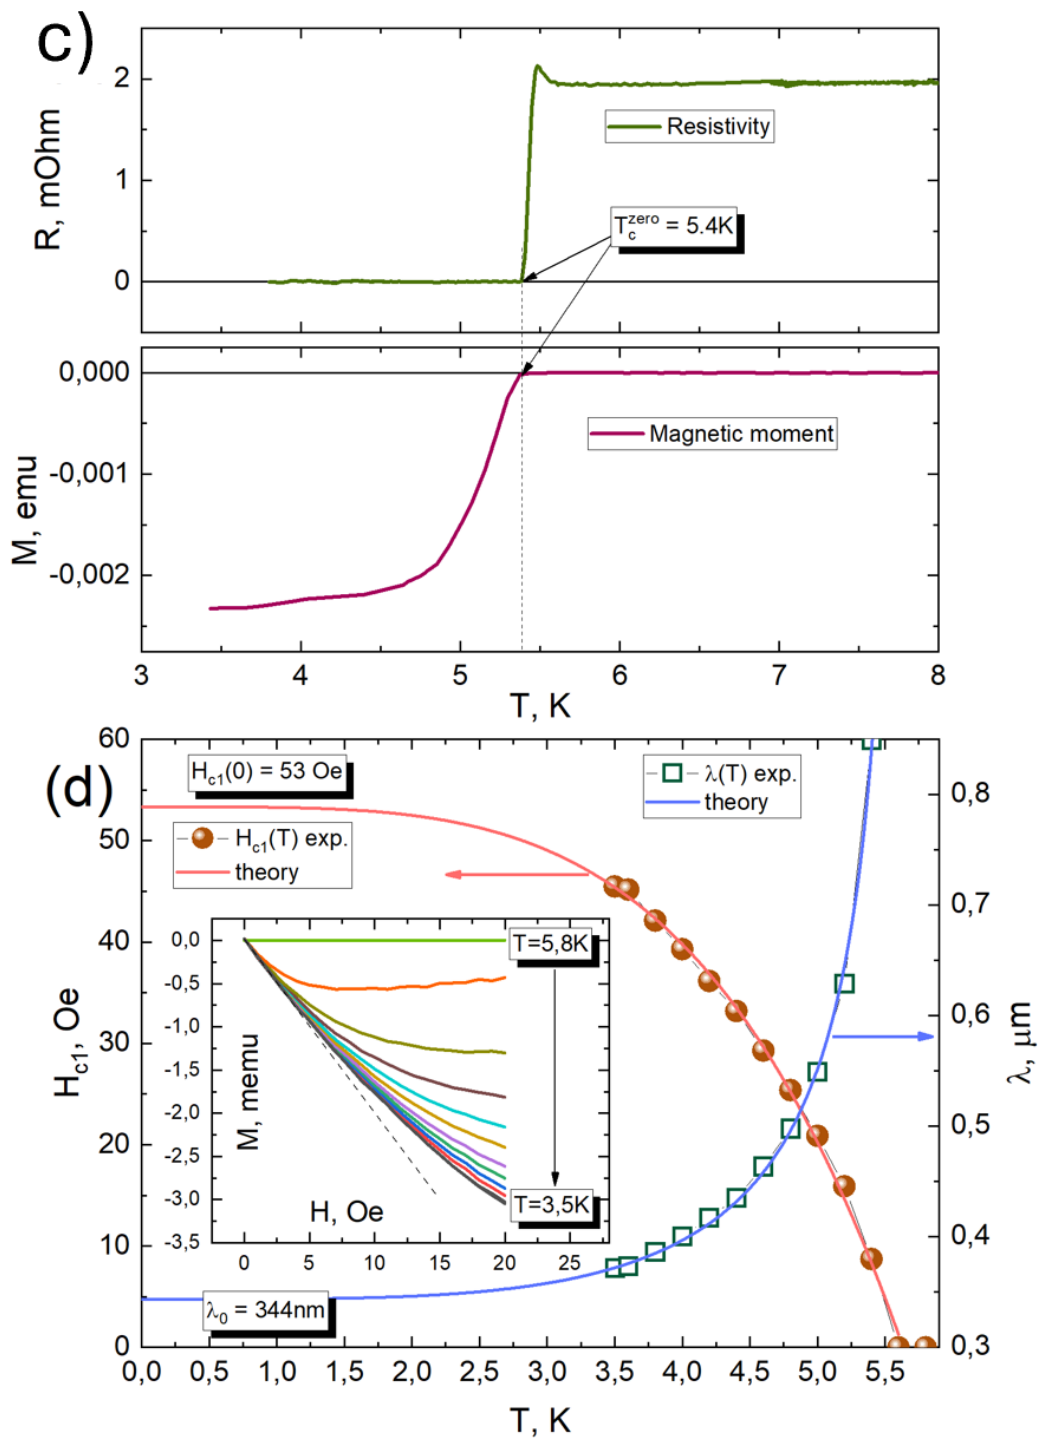 c)
2
1
0
R, mOhm
Resistivity
T_c^zero = 5.4K
0,000
-0,001
-0,002
M, emu
Magnetic moment
3 4 5 6 7 8
T, K
(d)
60
50
40
30
20
10
0
H_c1, Oe
H_c1(0) = 53 Oe
H_c1(T) exp.
theory
λ(T) exp.
theory
0,8
0,7
0,6
0,5
0,4
0,3
λ, μm
0,0
-0,5
-1,0
-1,5
-2,0
-2,5
-3,0
-3,5
M, memu
T=5,8K
T=3,5K
H, Oe
0 5 10 15 20 25
λ_0 = 344nm
0,0 0,5 1,0 1,5 2,0 2,5 3,0 3,5 4,0 4,5 5,0 5,5
T, K